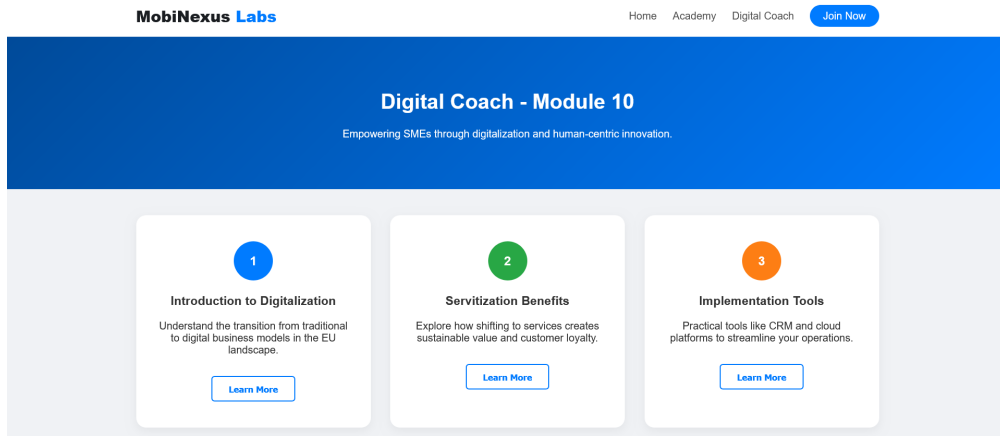 MobiNexus Labs
Home Academy Digital Coach Join Now
Digital Coach - Module 10
Empowering SMEs through digitalization and human-centric innovation.
1
Introduction to Digitalization
Understand the transition from traditional
to digital business models in the EU
landscape.
Learn More
2
Servitization Benefits
Explore how shifting to services creates
sustainable value and customer loyalty.
Learn More
3
Implementation Tools
Practical tools like CRM and cloud
platforms to streamline your operations.
Learn More